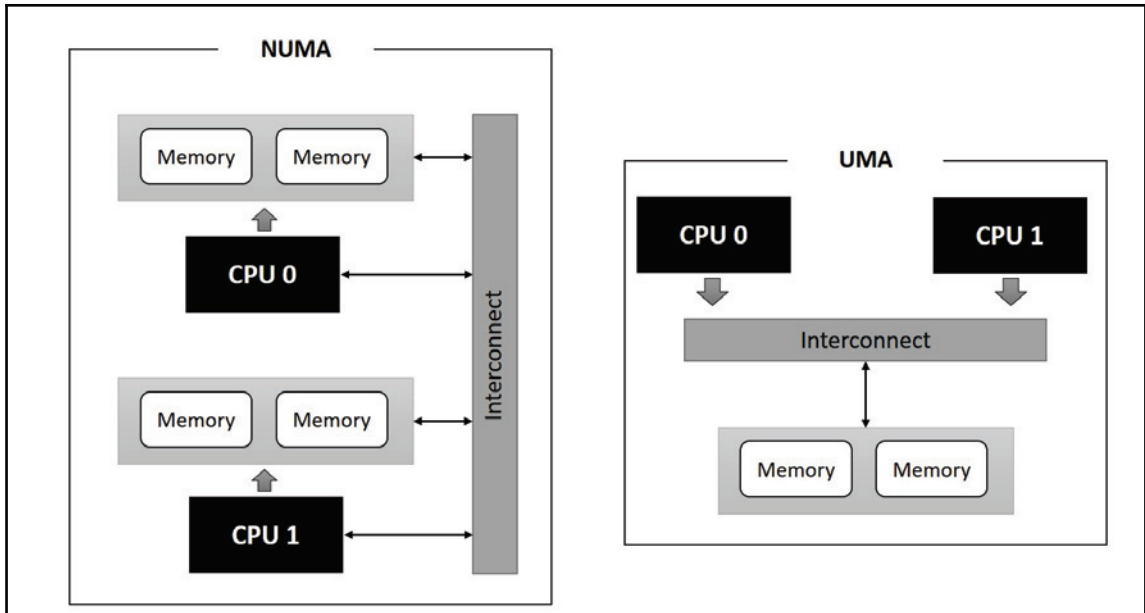 NUMA
Memory Memory
CPU 0
Interconnect
Memory Memory
CPU 1
UMA
CPU 0 CPU 1
Interconnect
Memory Memory